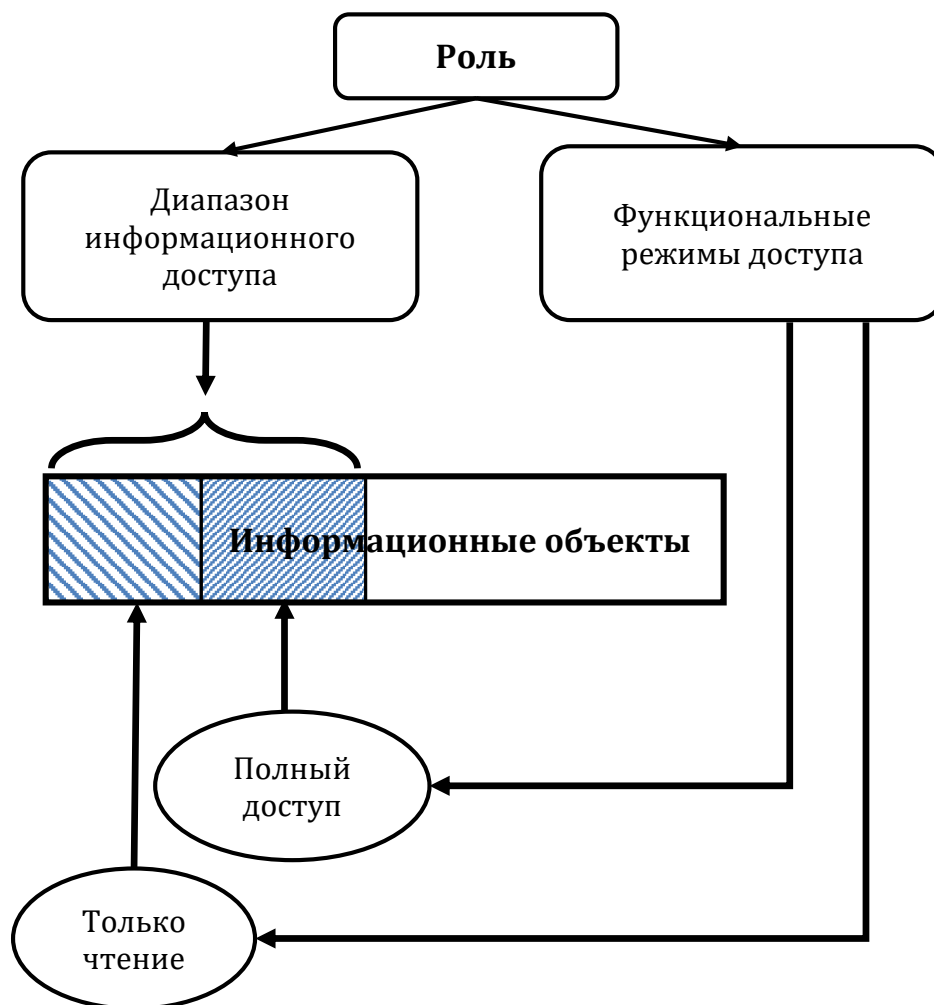 Роль
Диапазон
информационного
доступа
Функциональные
режимы доступа
Информационные объекты
Полный
доступ
Только
чтение